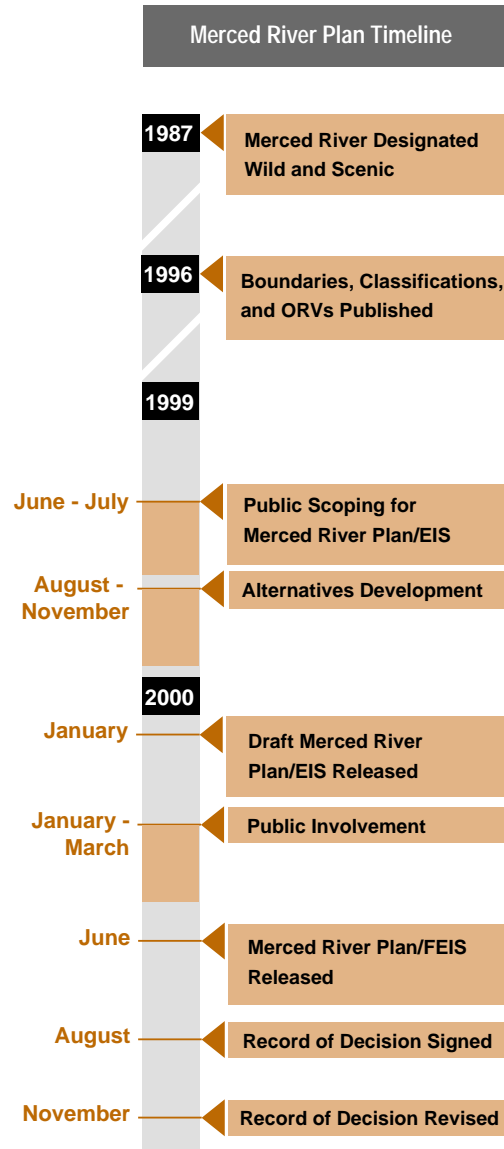 Merced River Plan Timeline
1987
Merced River Designated
Wild and Scenic
1996
Boundaries, Classifications,
and ORVs Published
1999
June - July
Public Scoping for
Merced River Plan/EIS
August -
November
Alternatives Development
2000
January
Draft Merced River
Plan/EIS Released
January -
March
Public Involvement
June
Merced River Plan/FEIS
Released
August
Record of Decision Signed
November
Record of Decision Revised